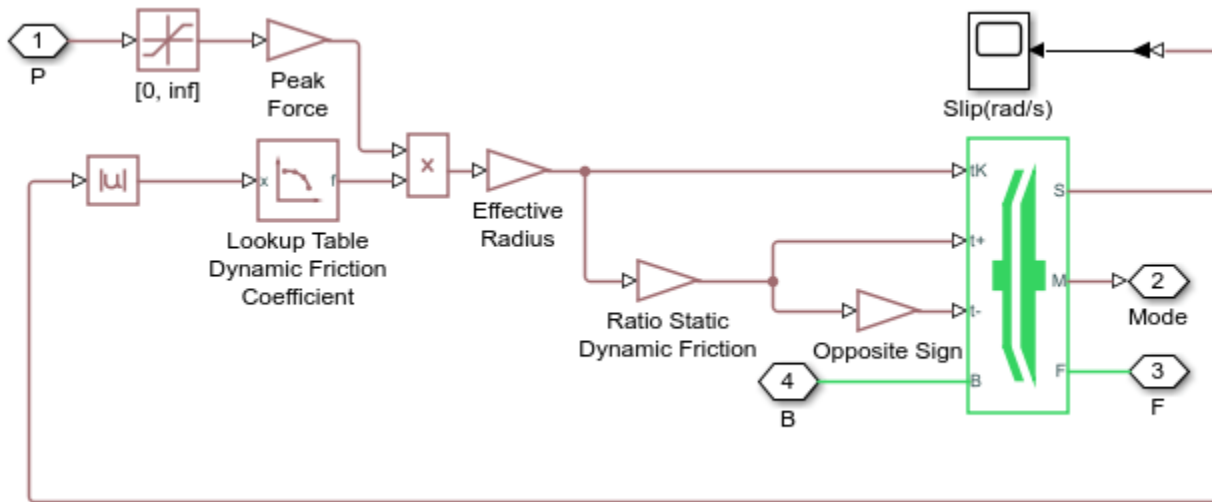 1
P
[0, inf]
Peak
Force
Slip(rad/s)
|u|
x
f
Lookup Table
Dynamic Friction
Coefficient
×
Effective
Radius
Ratio Static
Dynamic Friction
Opposite Sign
4
B
tK
t+
t-
B
S
M
F
2
Mode
3
F